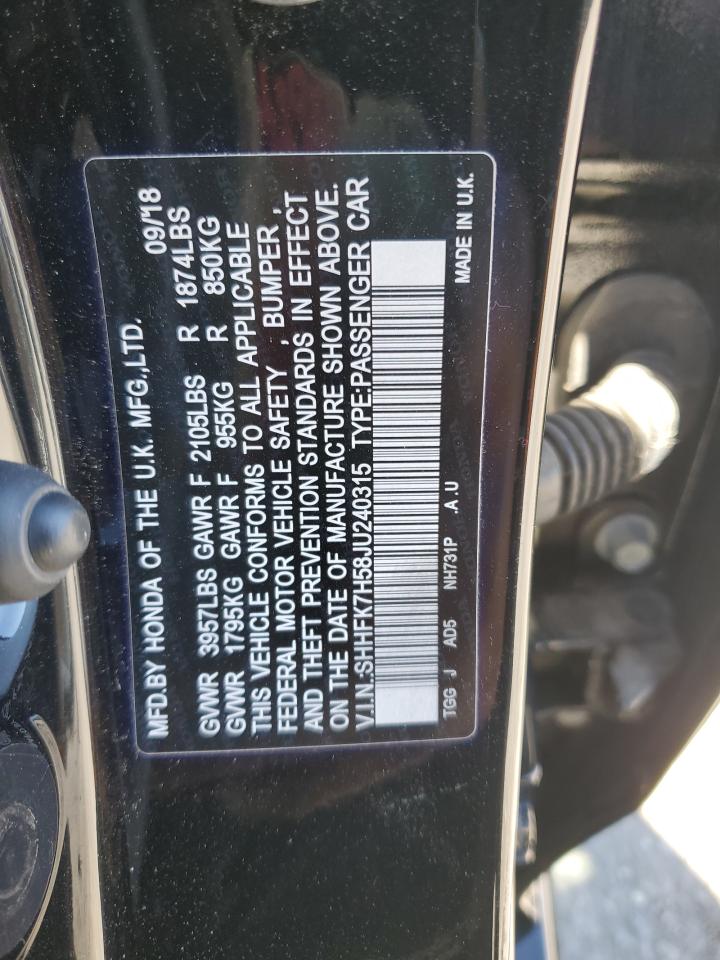 MFD.BY HONDA OF THE U.K. MFG.,LTD. 09/18
GVWR 3957LBS GAWR F 2105LBS R 1874LBS
GVWR 1795KG GAWR F 955KG R 850KG
THIS VEHICLE CONFORMS TO ALL APPLICABLE
FEDERAL MOTOR VEHICLE SAFETY , BUMPER ,
AND THEFT PREVENTION STANDARDS IN EFFECT
ON THE DATE OF MANUFACTURE SHOWN ABOVE.
V.I.N.:SHHFK7H58JU240315 TYPE:PASSENGER CAR
TGG J AD5 NH731P .A .U MADE IN U.K.